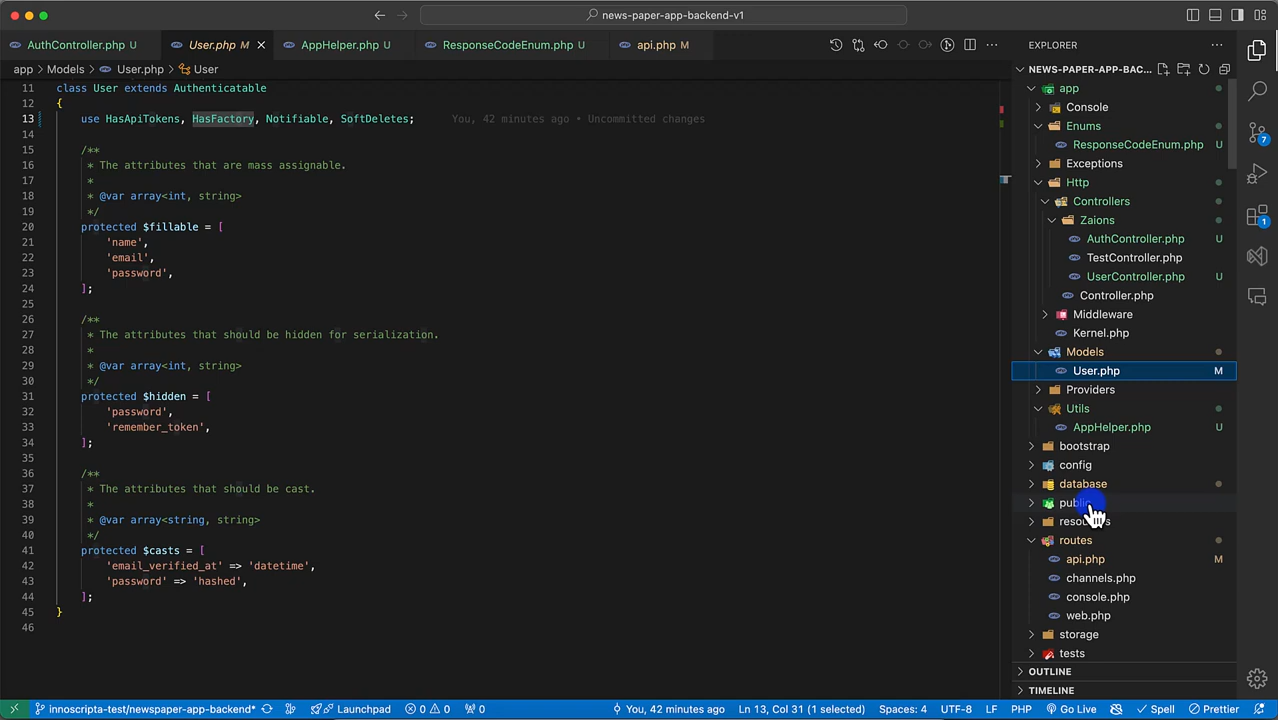 news-paper-app-backend-v1
AuthController.php U
User.php M
AppHelper.php U
ResponseCodeEnum.php U
api.php M
app > Models > User.php > User
11 class User extends Authenticatable
12 {
13 use HasApiTokens, HasFactory, Notifiable, SoftDeletes; You, 42 minutes ago • Uncommitted changes
14
15 /**
16 * The attributes that are mass assignable.
17 *
18 * @var array<int, string>
19 */
20 protected $fillable = [
21 'name',
22 'email',
23 'password',
24 ];
25
26 /**
27 * The attributes that should be hidden for serialization.
28 *
29 * @var array<int, string>
30 */
31 protected $hidden = [
32 'password',
33 'remember_token',
34 ];
35
36 /**
37 * The attributes that should be cast.
38 *
39 * @var array<string, string>
40 */
41 protected $casts = [
42 'email_verified_at' => 'datetime',
43 'password' => 'hashed',
44 ];
45 }
46
EXPLORER
NEWS-PAPER-APP-BAC...
app
Console
Enums
ResponseCodeEnum.php U
Exceptions
Http
Controllers
Zaions
AuthController.php U
TestController.php
UserController.php U
Controller.php
Middleware
Kernel.php
Models
User.php M
Providers
Utils
AppHelper.php U
bootstrap
config
database
public
routes
api.php M
channels.php
console.php
web.php
storage
tests
OUTLINE
TIMELINE
7
1
innoscripta-test/newspaper-app-backend* Launchpad 0 0 0 You, 42 minutes ago Ln 13, Col 31 (1 selected) Spaces: 4 UTF-8 LF PHP Go Live Spell Prettier